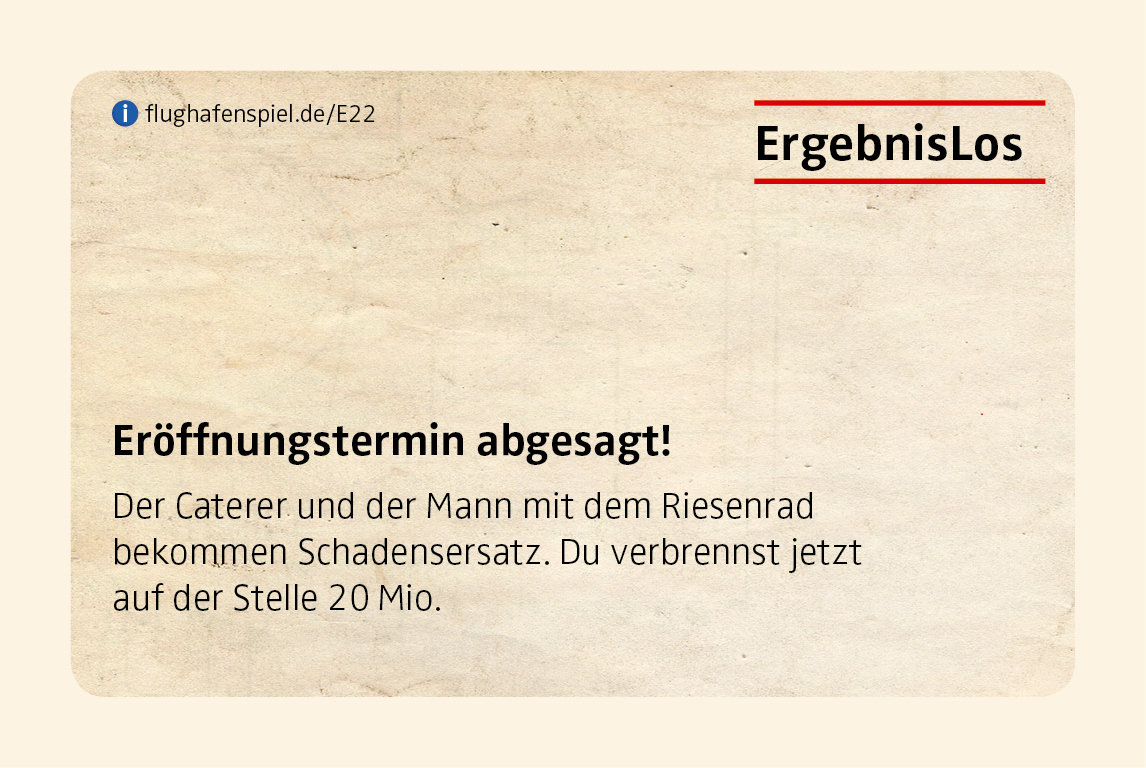 i flughafenspiel.de/E22
ErgebnisLos
Eröffnungstermin abgesagt!
Der Caterer und der Mann mit dem Riesenrad
bekommen Schadensersatz. Du verbrennst jetzt
auf der Stelle 20 Mio.